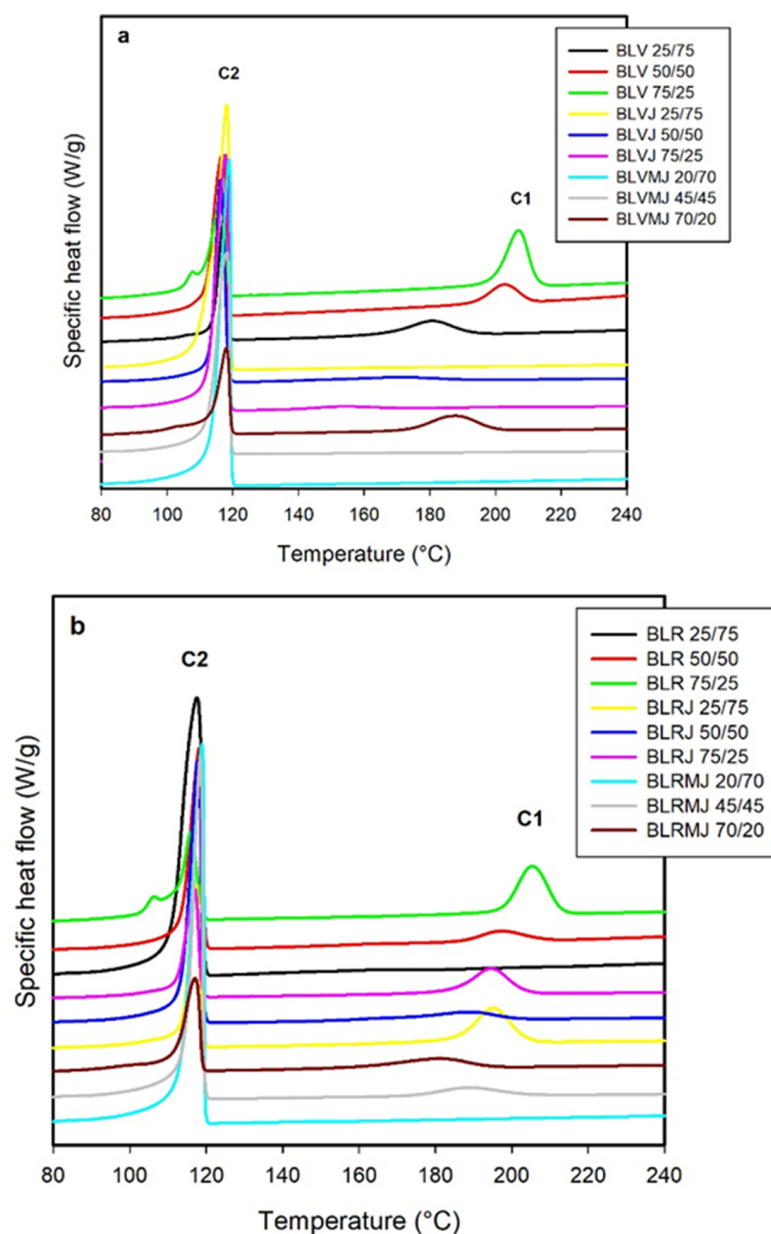 a
C2
C1
BLV 25/75
BLV 50/50
BLV 75/25
BLVJ 25/75
BLVJ 50/50
BLVJ 75/25
BLVMJ 20/70
BLVMJ 45/45
BLVMJ 70/20
Specific heat flow (W/g)
80 100 120 140 160 180 200 220 240
Temperature (°C)
b
C2
C1
BLR 25/75
BLR 50/50
BLR 75/25
BLRJ 25/75
BLRJ 50/50
BLRJ 75/25
BLRMJ 20/70
BLRMJ 45/45
BLRMJ 70/20
Specific heat flow (W/g)
80 100 120 140 160 180 200 220 240
Temperature (°C)